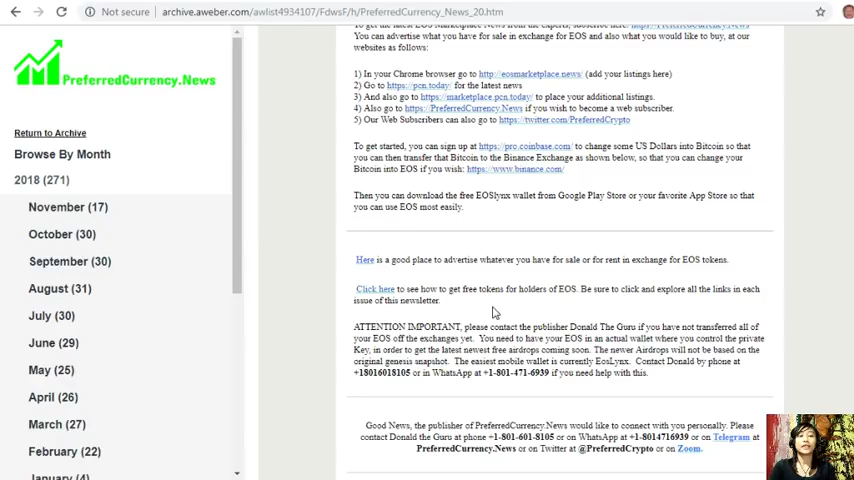 Not secure | archive.aweber.com/awlist4934107/FdwsF/h/PreferredCurrency_News_20.htm
PreferredCurrency.News
Return to Archive
Browse By Month
2018 (271)
November (17)
October (30)
September (30)
August (31)
July (30)
June (29)
May (25)
April (26)
March (27)
February (22)
January (4)
To get the latest EOS Marketplace News from the experts, subscribe here: https://PreferredCurrency.News
You can advertise what you have for sale in exchange for EOS and also what you would like to buy, at our
websites as follows:
1) In your Chrome browser go to http://eosmarketplace.news/ (add your listings here)
2) Go to https://pcn.today/ for the latest news
3) And also go to https://marketplace.pcn.today/ to place your additional listings.
4) Also go to https://PreferredCurrency.News if you wish to become a web subscriber.
5) Our Web Subscribers can also go to https://twitter.com/PreferredCrypto
To get started, you can sign up at https://pro.coinbase.com/ to change some US Dollars into Bitcoin so that
you can then transfer that Bitcoin to the Binance Exchange as shown below, so that you can change your
Bitcoin into EOS if you wish: https://www.binance.com/
Then you can download the free EOSlynx wallet from Google Play Store or your favorite App Store so that
you can use EOS most easily.
Here is a good place to advertise whatever you have for sale or for rent in exchange for EOS tokens.
Click here to see how to get free tokens for holders of EOS. Be sure to click and explore all the links in each
issue of this newsletter.
ATTENTION IMPORTANT, please contact the publisher Donald The Guru if you have not transferred all of
your EOS off the exchanges yet. You need to have your EOS in an actual wallet where you control the private
Key, in order to get the latest newest free airdrops coming soon. The newer Airdrops will not be based on the
original genesis snapshot. The easiest mobile wallet is currently EosLynx. Contact Donald by phone at
+18016018105 or in WhatsApp at +1-801-471-6939 if you need help with this.
Good News, the publisher of PreferredCurrency.News would like to connect with you personally. Please
contact Donald the Guru at phone +1-801-601-8105 or on WhatsApp at +1-8014716939 or on Telegram at
PreferredCurrency.News or on Twitter at @PreferredCrypto or on Zoom.